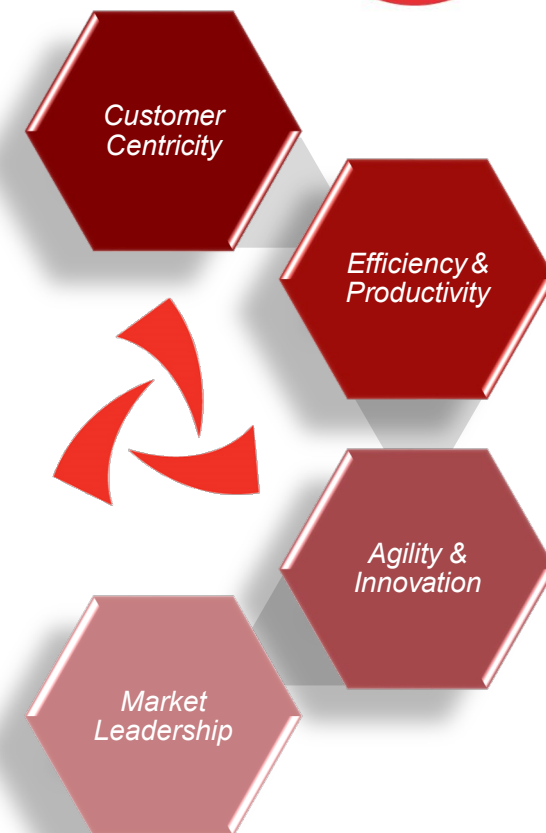 Customer
Centricity
Efficiency &
Productivity
Agility &
Innovation
Market
Leadership